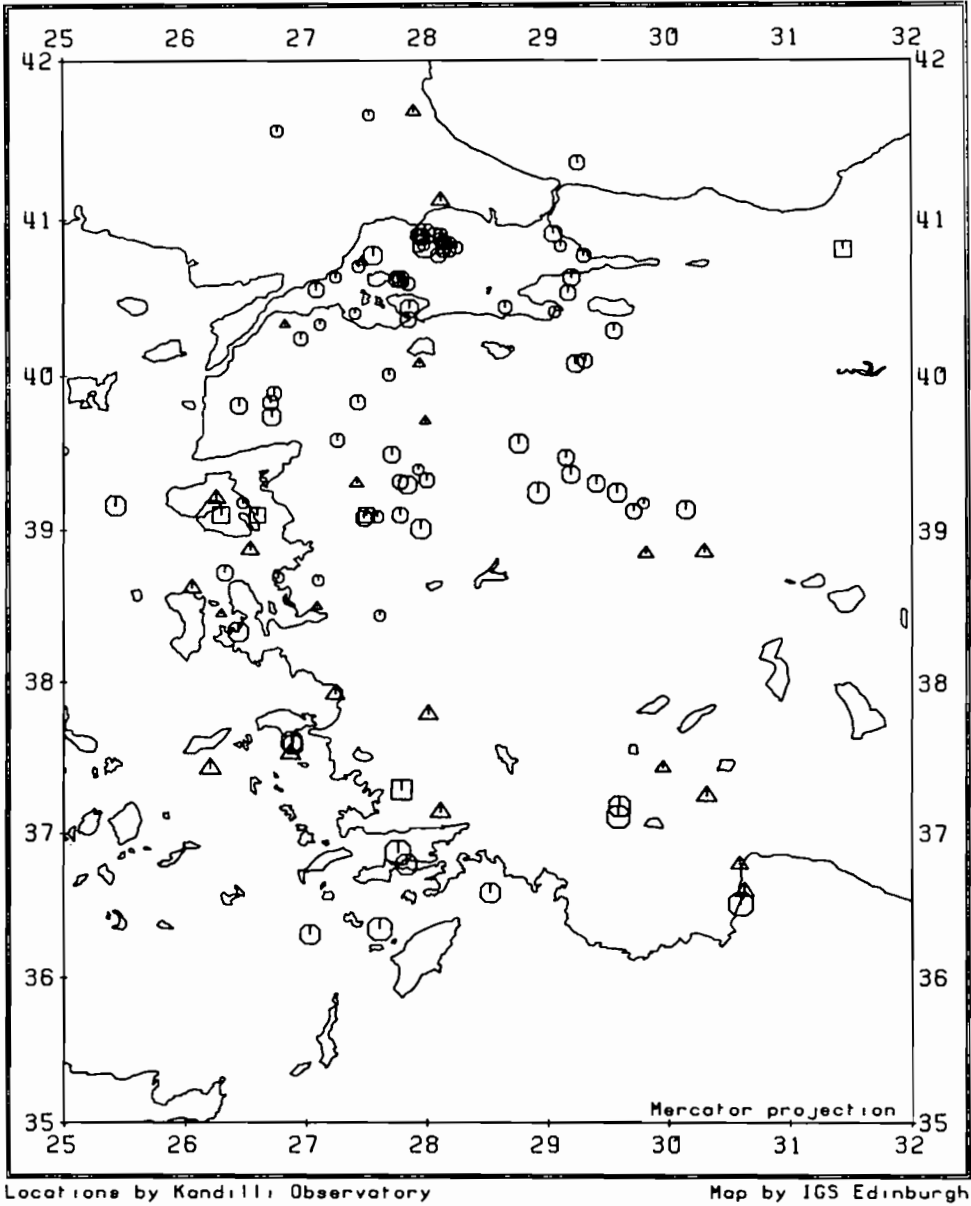 25 26 27 28 29 30 31 32
42 42
41 41
40 40
39 39
38 38
37 37
36 36
35 35
Mercator projection
25 26 27 28 29 30 31 32
Locations by Kandilli Observatory Map by IGS Edinburgh